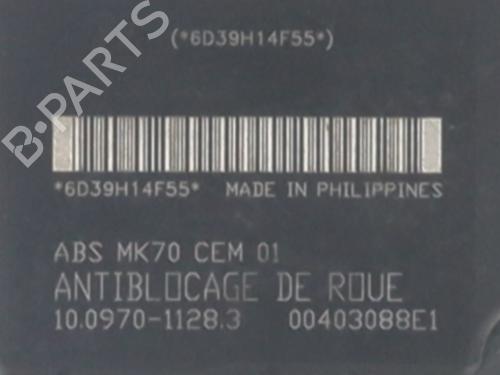 (*6D39H14F55*)
B-PARTS
*6D39H14F55* MADE IN PHILIPPINES
ABS MK70 CEM 01
ANTIBLOCAGE DE ROUE
10.0970-1128.3 00403088E1